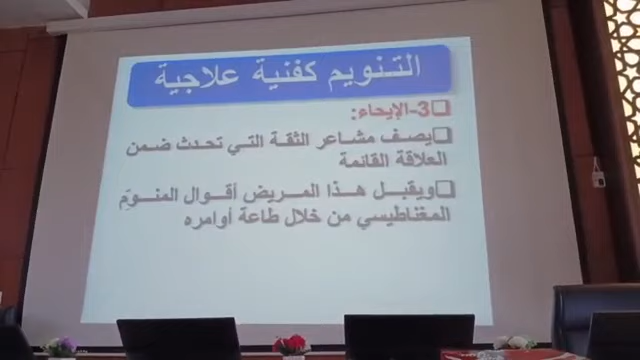 التنويم كفنية علاجية
3-الإيحاء:
يصف مشاعر الثقة التي تحدث ضمن
العلاقة القائمة
ويقبل هذا المريض أقوال المنوَم
المغناطيسي من خلال طاعة أوامره